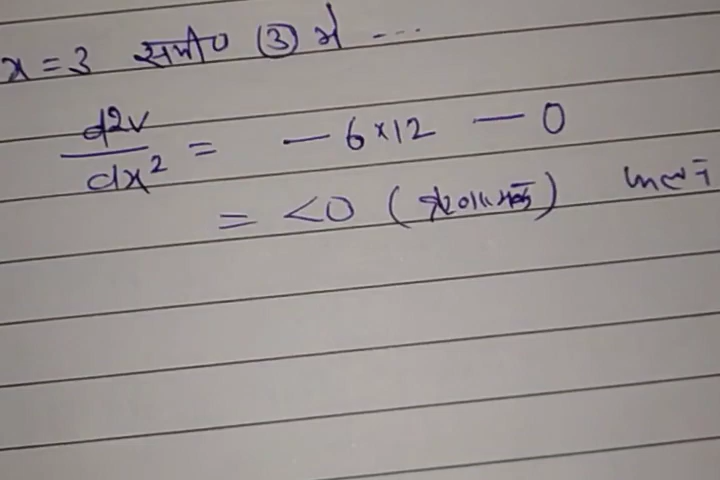 x = 3 समी० ③ में ...
d2v/dx² = - 6×12 - 0
= <0 (ऋणात्मक)